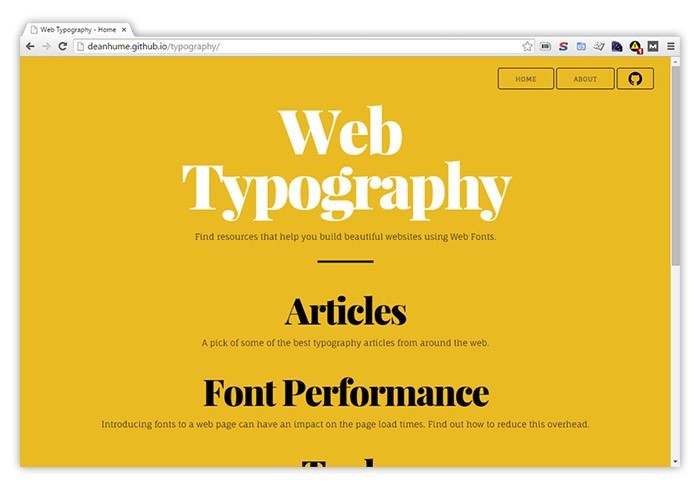 Web Typography - Home
deanhume.github.io/typography/
HOME
ABOUT
Web
Typography
Find resources that help you build beautiful websites using Web Fonts.
Articles
A pick of some of the best typography articles from around the web.
Font Performance
Introducing fonts to a web page can have an impact on the page load times. Find out how to reduce this overhead.